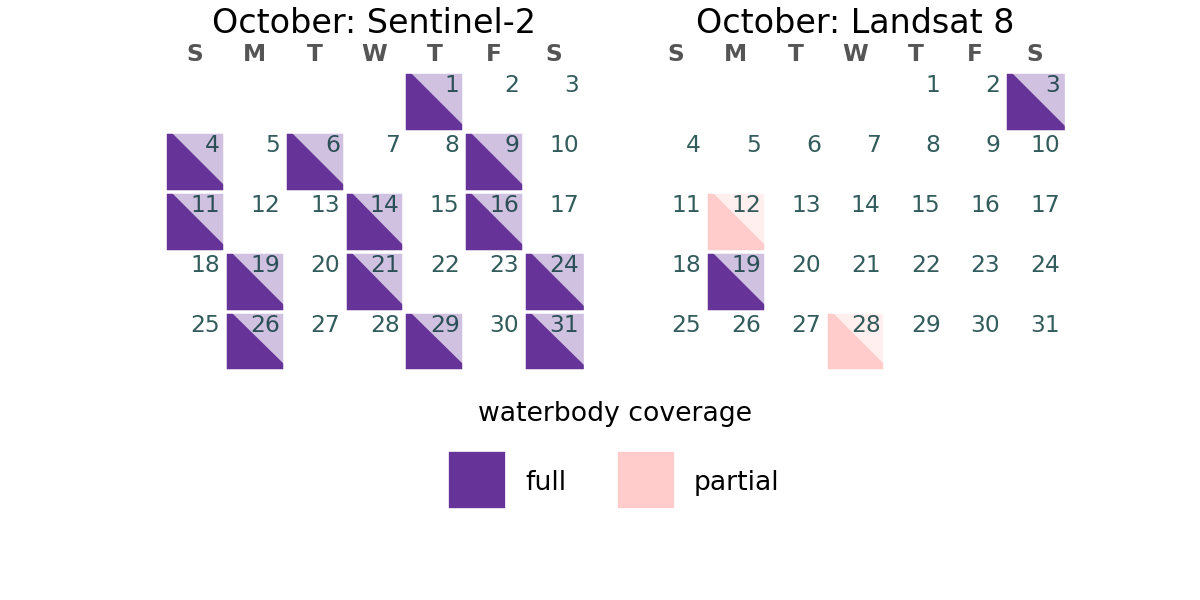 October: Sentinel-2
S M T W T F S
1 2 3
4 5 6 7 8 9 10
11 12 13 14 15 16 17
18 19 20 21 22 23 24
25 26 27 28 29 30 31
October: Landsat 8
S M T W T F S
1 2 3
4 5 6 7 8 9 10
11 12 13 14 15 16 17
18 19 20 21 22 23 24
25 26 27 28 29 30 31
waterbody coverage
full
partial